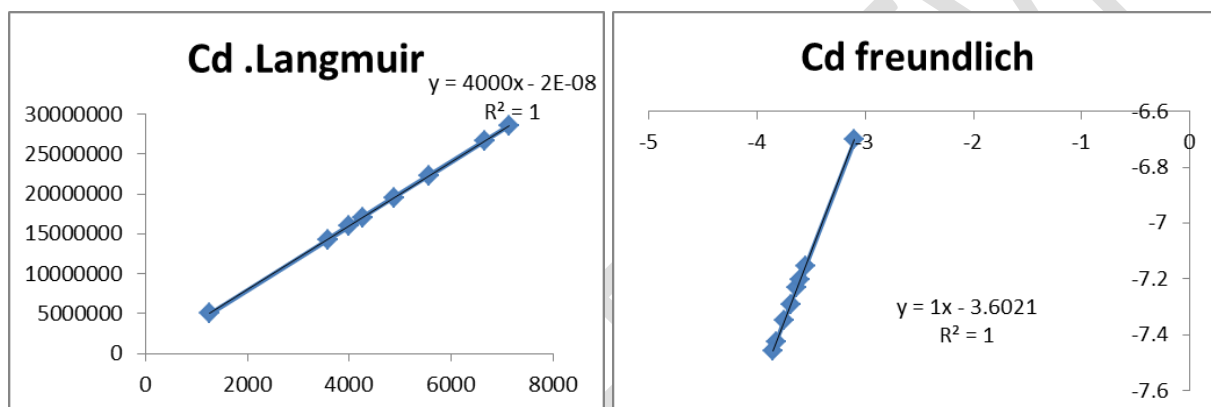 Cd .Langmuir
y = 4000x - 2E-08
R² = 1
30000000
25000000
20000000
15000000
10000000
5000000
0
0 2000 4000 6000 8000
Cd freundlich
-5 -4 -3 -2 -1 0
-6.6
-6.8
-7
-7.2
-7.4
-7.6
y = 1x - 3.6021
R² = 1